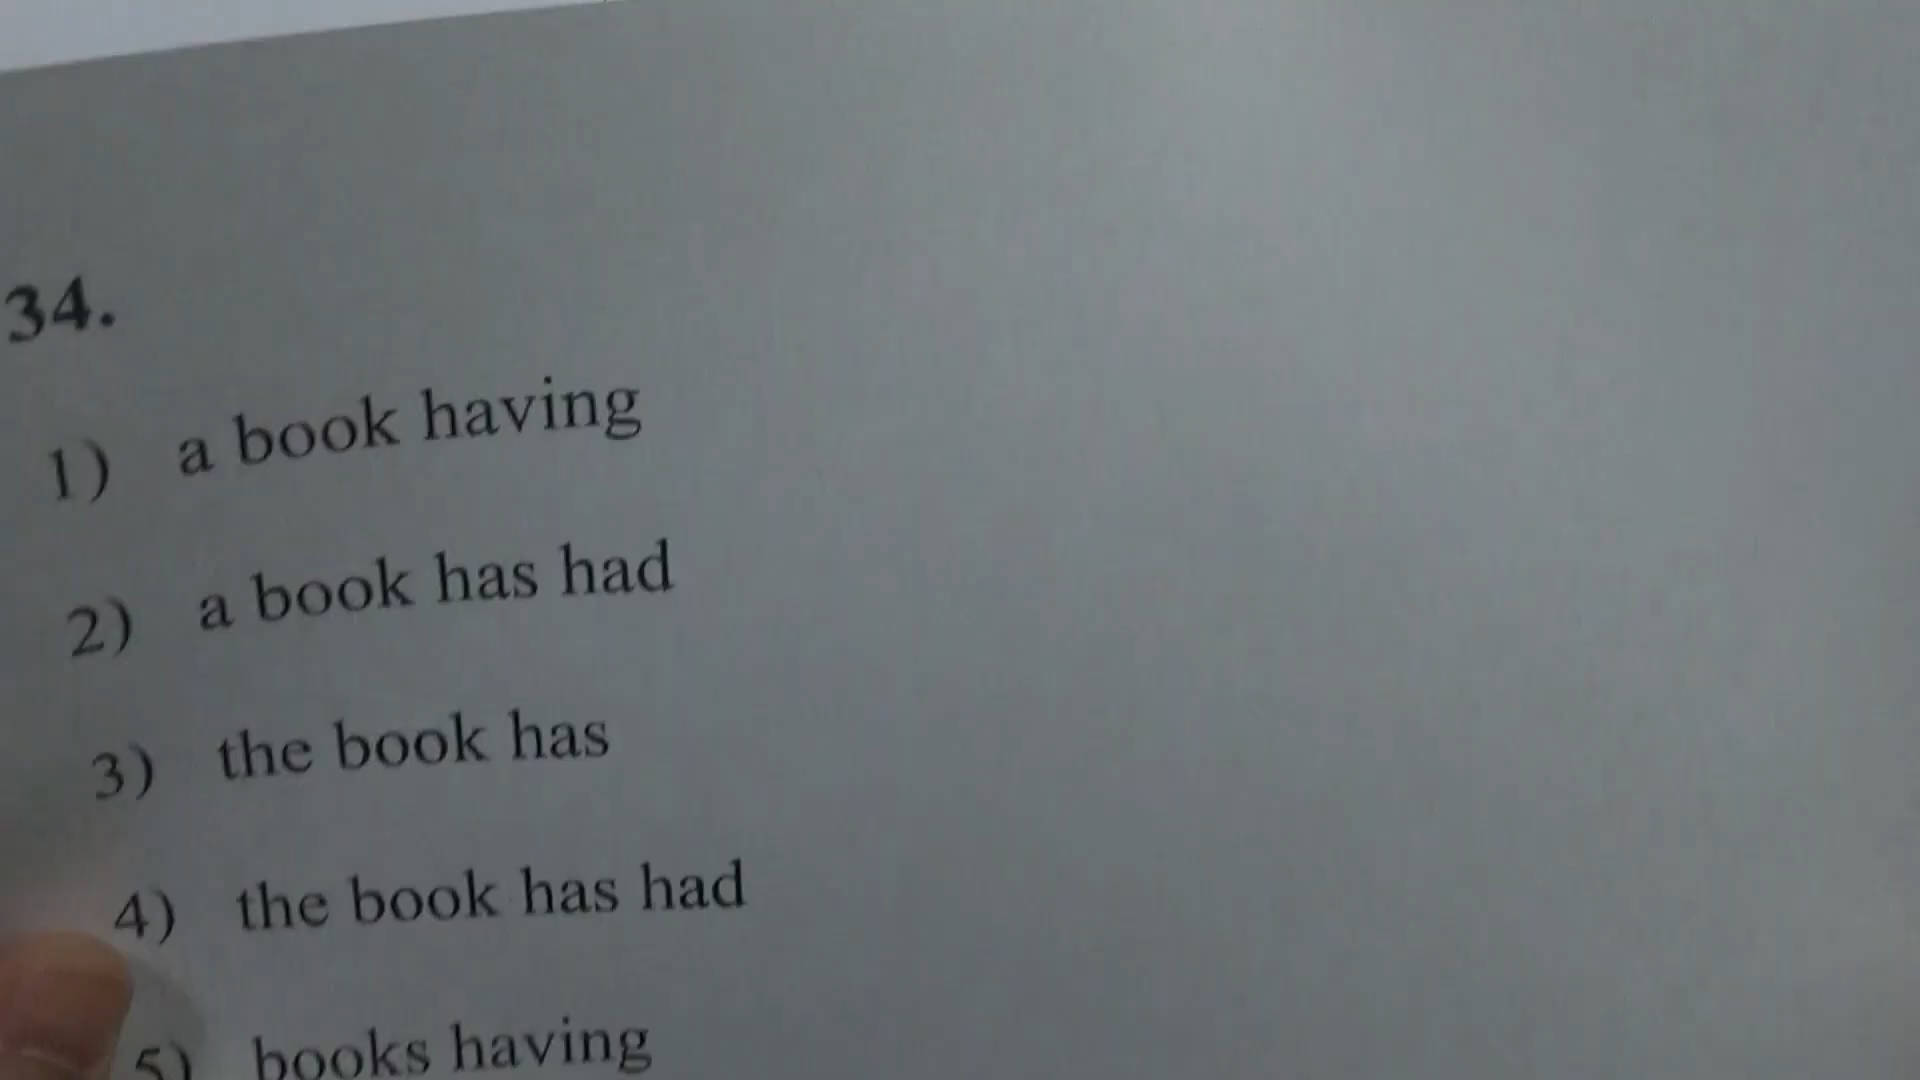 34.
1) a book having
2) a book has had
3) the book has
4) the book has had
5) books having